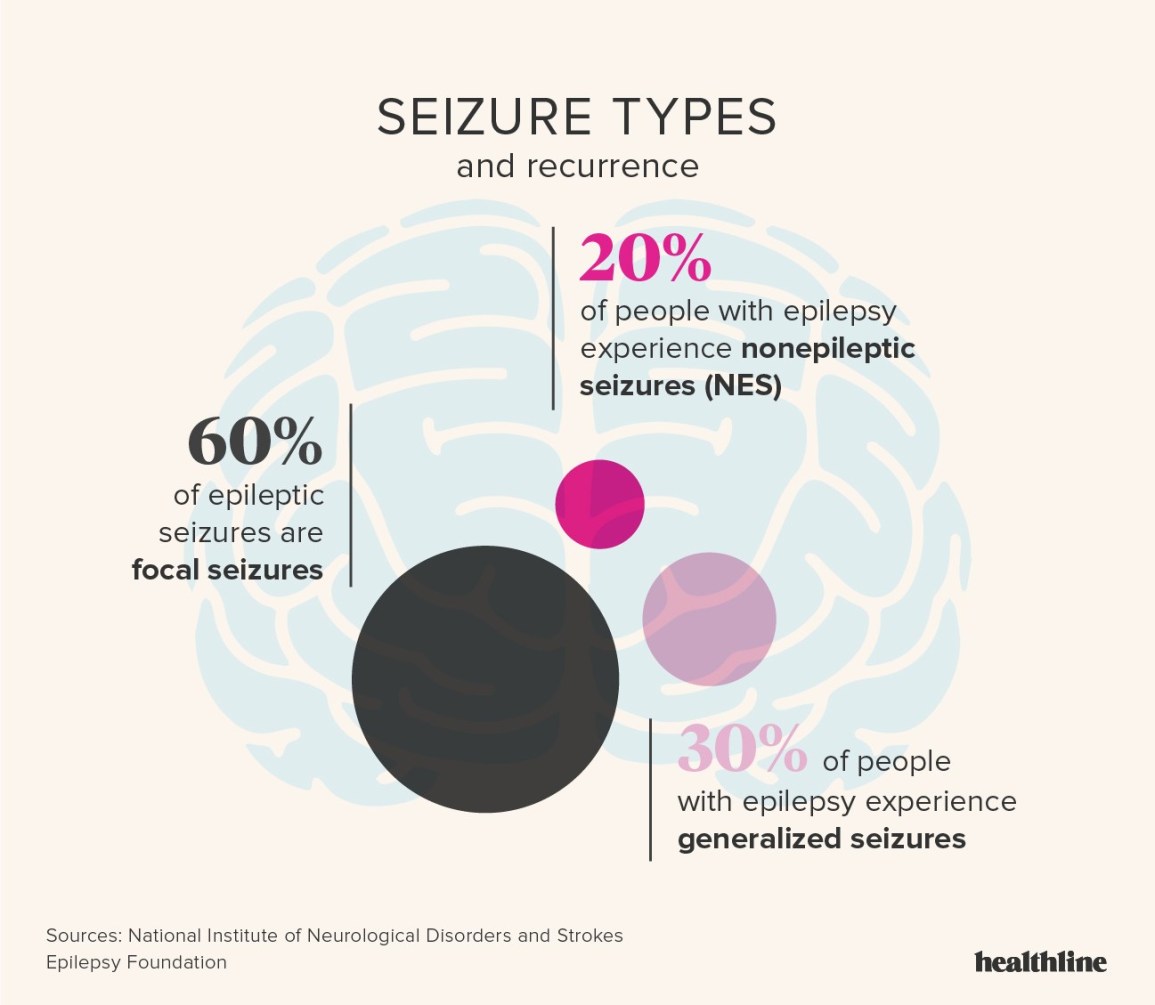 SEIZURE TYPES
and recurrence
20%
of people with epilepsy
experience nonepileptic
seizures (NES)
60%
of epileptic
seizures are
focal seizures
30% of people
with epilepsy experience
generalized seizures
Sources: National Institute of Neurological Disorders and Strokes
Epilepsy Foundation
healthline